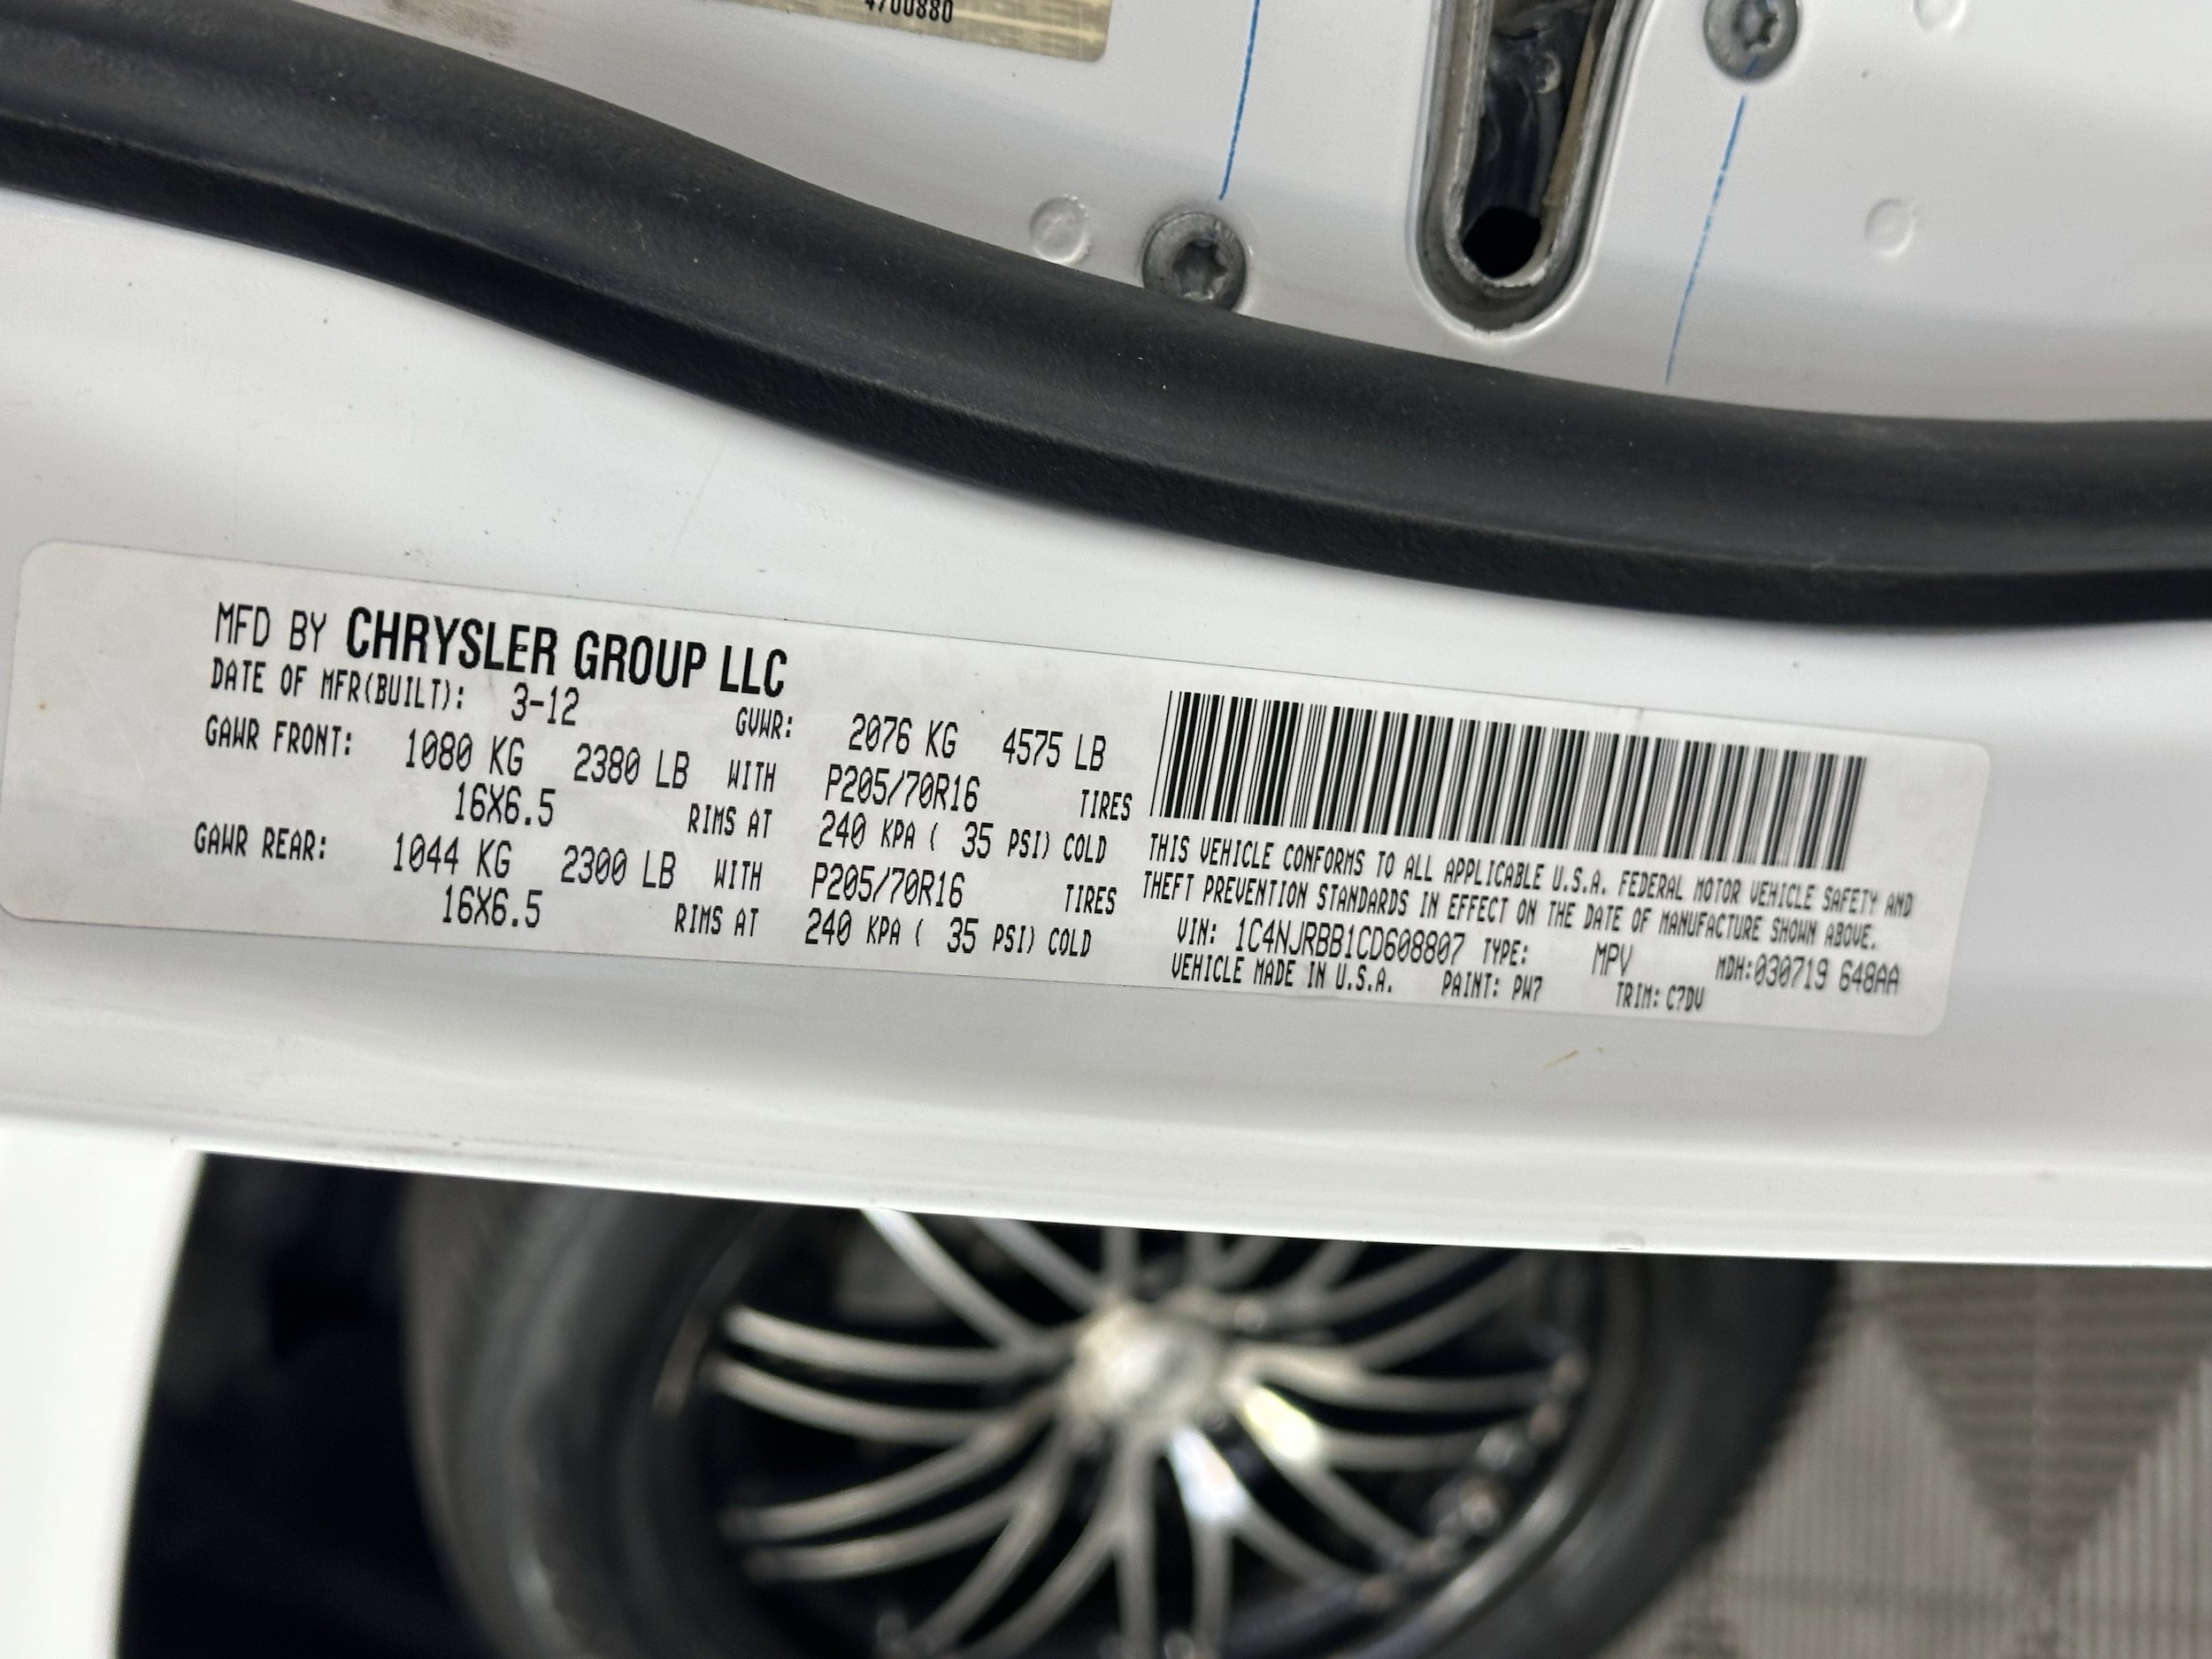 4700880
MFD BY CHRYSLER GROUP LLC
DATE OF MFR(BUILT): 3-12 GVWR: 2076 KG 4575 LB
GAWR FRONT: 1080 KG 2380 LB WITH P205/70R16 TIRES
16X6.5 RIMS AT 240 KPA ( 35 PSI) COLD
GAWR REAR: 1044 KG 2300 LB WITH P205/70R16 TIRES
16X6.5 RIMS AT 240 KPA ( 35 PSI) COLD
THIS VEHICLE CONFORMS TO ALL APPLICABLE U.S.A. FEDERAL MOTOR VEHICLE SAFETY AND
THEFT PREVENTION STANDARDS IN EFFECT ON THE DATE OF MANUFACTURE SHOWN ABOVE.
VIN: 1C4NJRBB1CD608807 TYPE: MPV MDH:030719 648AA
VEHICLE MADE IN U.S.A. PAINT: PW7 TRIM: C7DV